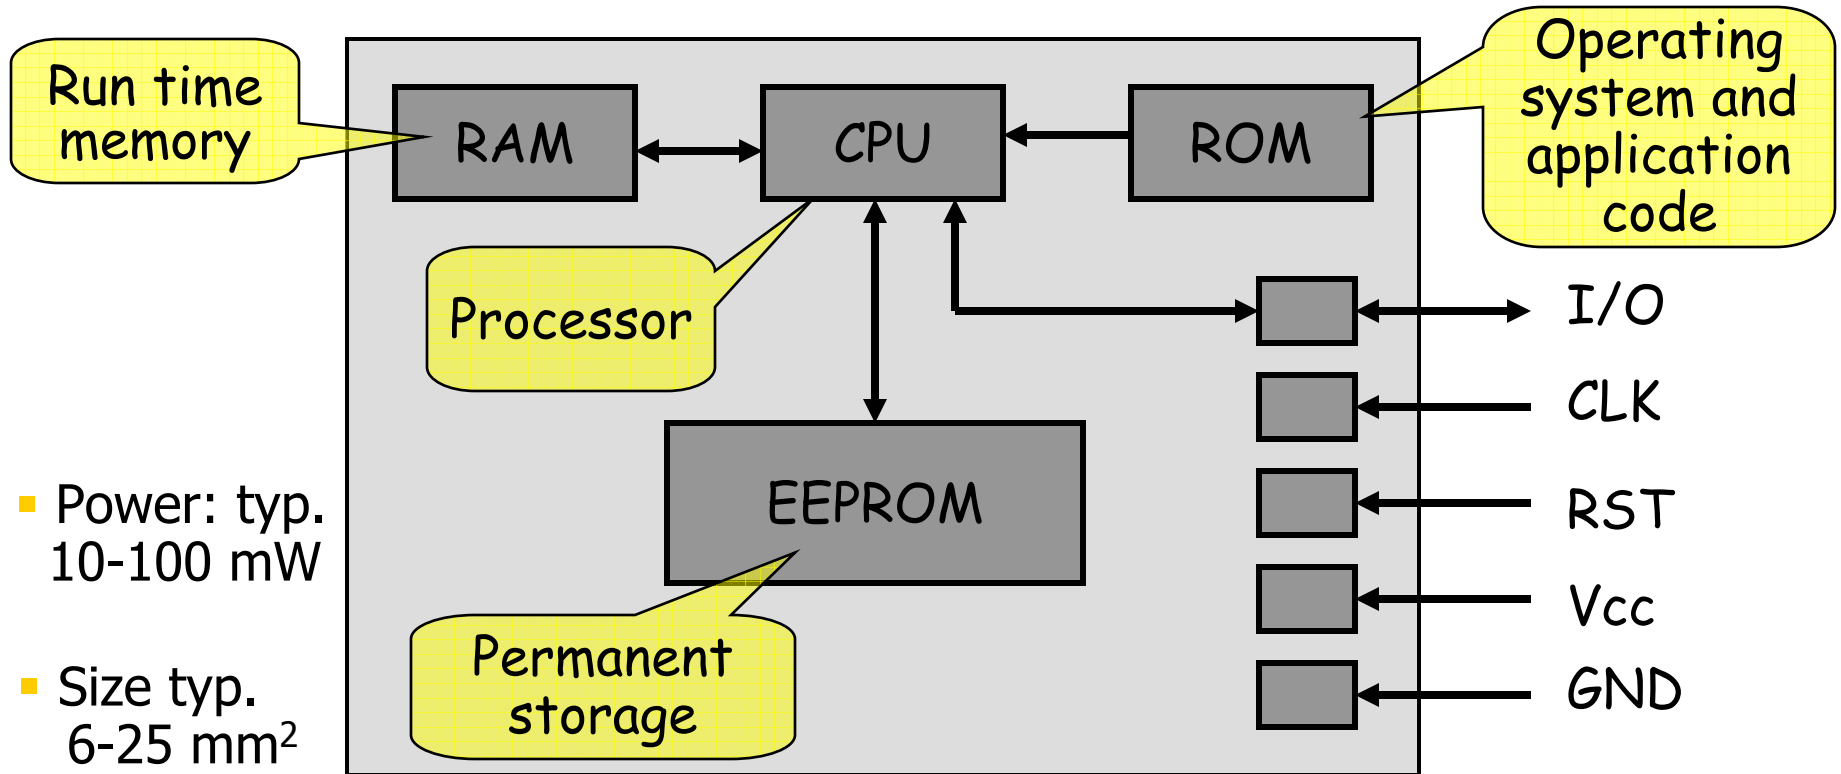 Run time
memory
RAM
CPU
ROM
Operating
system and
application
code
Processor
I/O
CLK
EEPROM
RST
Power: typ.
10-100 mW
Vcc
Permanent
storage
GND
Size typ.
6-25 mm²